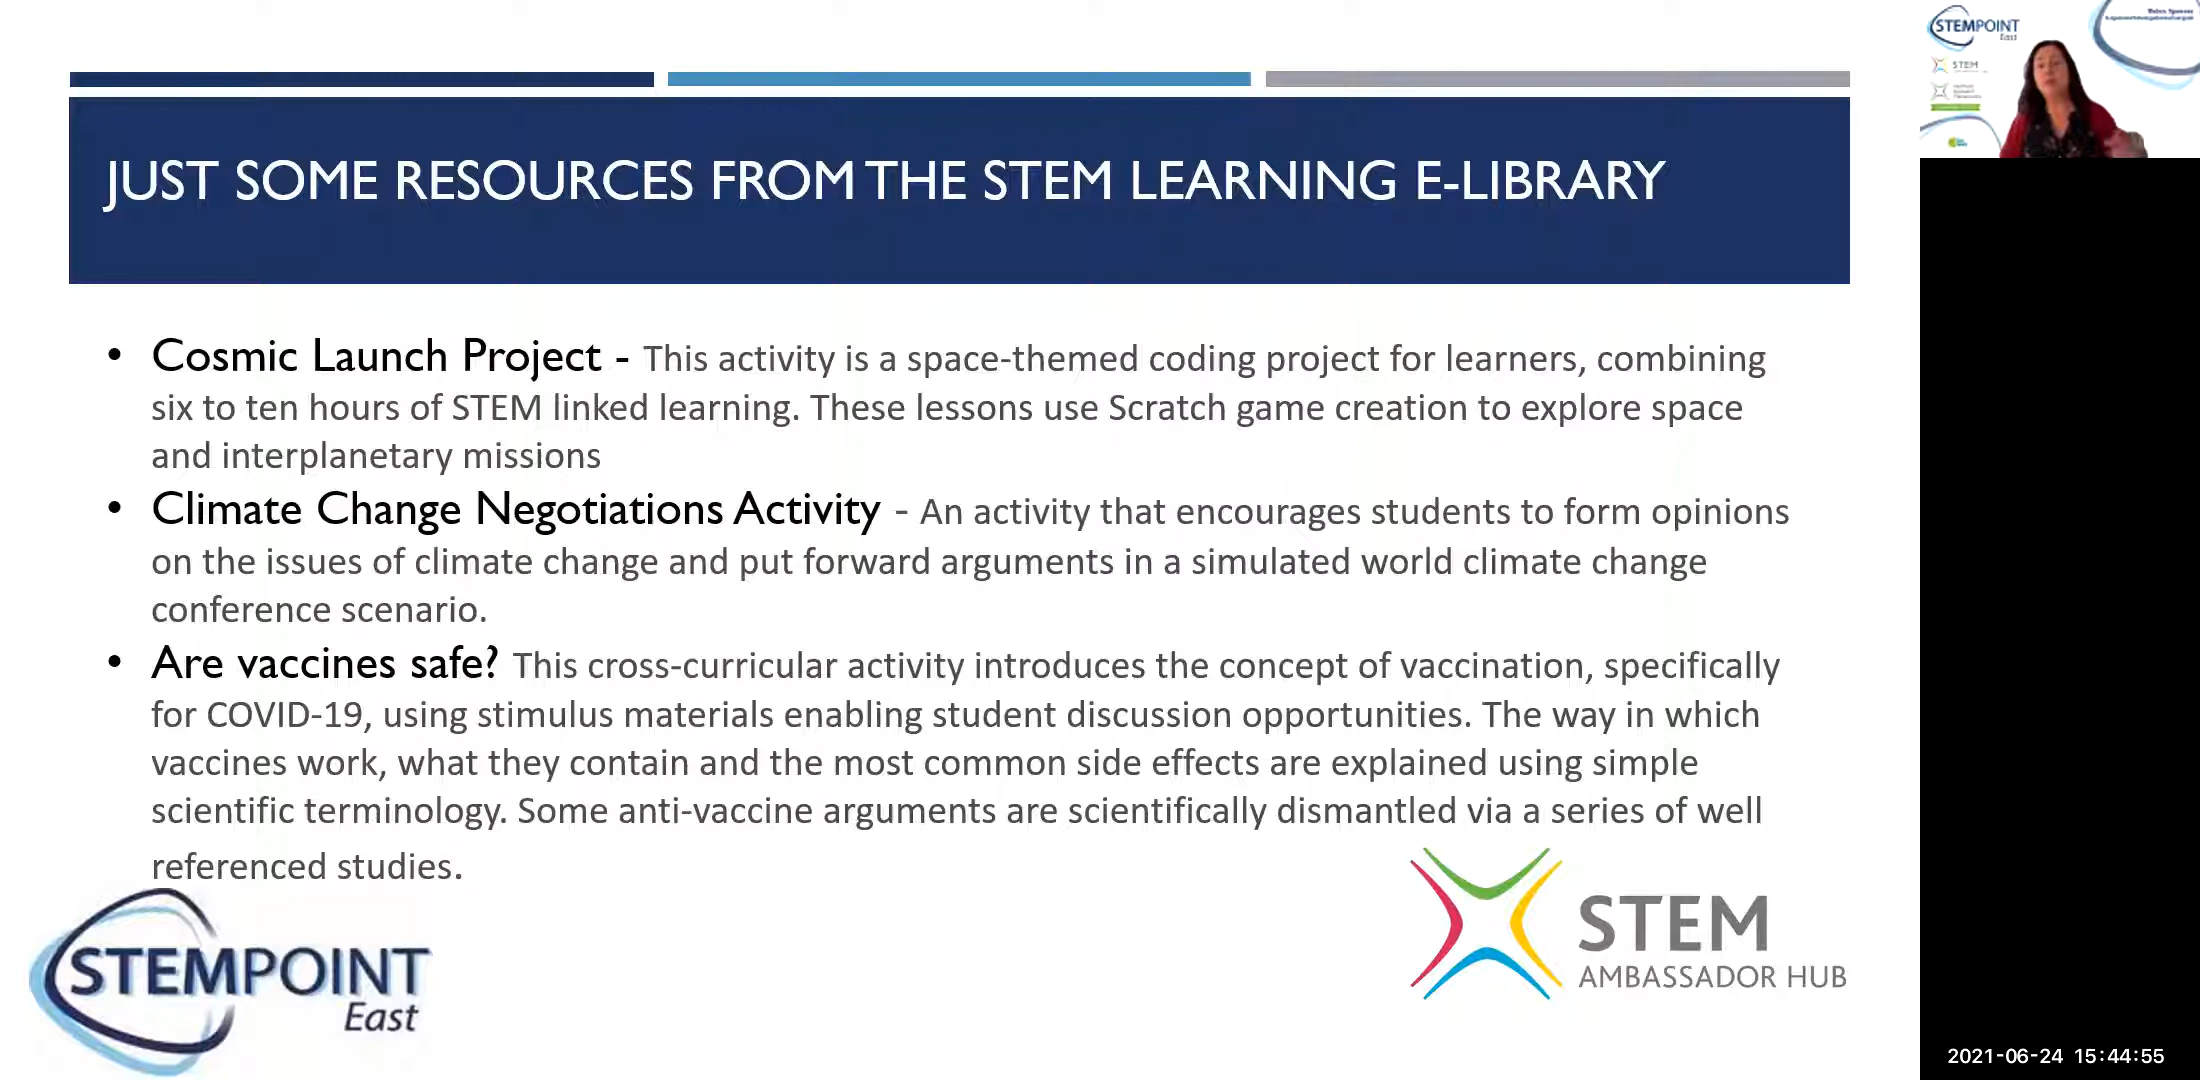 JUST SOME RESOURCES FROM THE STEM LEARNING E-LIBRARY
• Cosmic Launch Project - This activity is a space-themed coding project for learners, combining
six to ten hours of STEM linked learning. These lessons use Scratch game creation to explore space
and interplanetary missions
• Climate Change Negotiations Activity - An activity that encourages students to form opinions
on the issues of climate change and put forward arguments in a simulated world climate change
conference scenario.
• Are vaccines safe? This cross-curricular activity introduces the concept of vaccination, specifically
for COVID-19, using stimulus materials enabling student discussion opportunities. The way in which
vaccines work, what they contain and the most common side effects are explained using simple
scientific terminology. Some anti-vaccine arguments are scientifically dismantled via a series of well
referenced studies.
STEMPOINT
East
STEM
AMBASSADOR HUB
STEMPOINT
East
STEM
2021-06-24 15:44:55